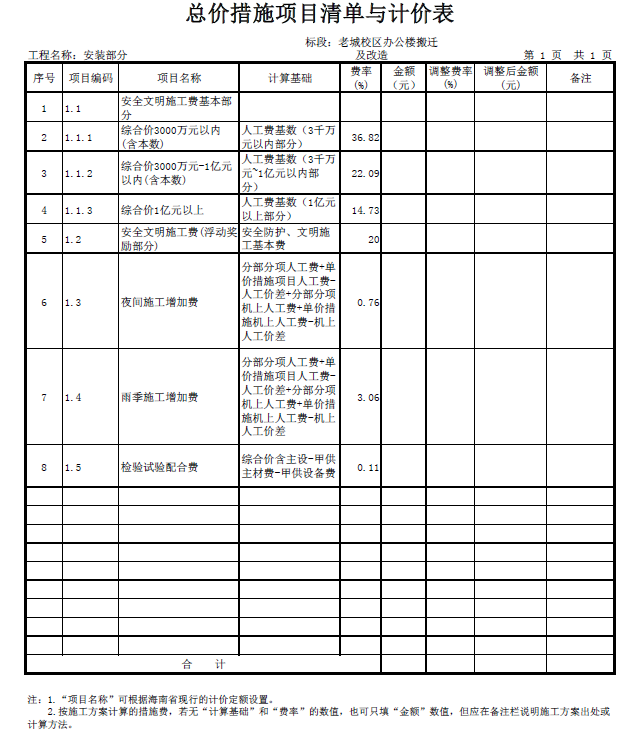 总价措施项目清单与计价表
标段：老城校区办公楼搬迁
工程名称：安装部分 及改造 第 1 页 共 1 页
序号 项目编码 项目名称 计算基础 费率 金额 调整费率 调整后金额 备注
(%) （元） (%) (元)
1 1.1 安全文明施工费基本部
分
2 1.1.1 综合价3000万元以内 人工费基数（3千万 36.82
(含本数) 元以内部分）
3 1.1.2 综合价3000万元-1亿元 人工费基数（3千万 22.09
以内(含本数) 元~1亿元以内部
分）
4 1.1.3 综合价1亿元以上 人工费基数（1亿元 14.73
以上部分）
5 1.2 安全文明施工费(浮动奖 安全防护、文明施 20
励部分) 工基本费
6 1.3 夜间施工增加费 分部分项人工费+单 0.76
价措施项目人工费-
人工价差+分部分项
机上人工费+单价措
施机上人工费-机上
人工价差
7 1.4 雨季施工增加费 分部分项人工费+单 3.06
价措施项目人工费-
人工价差+分部分项
机上人工费+单价措
施机上人工费-机上
人工价差
8 1.5 检验试验配合费 综合价含主设-甲供 0.11
主材费-甲供设备费
合 计
注：1.“项目名称”可根据海南省现行的计价定额设置。
2.按施工方案计算的措施费，若无“计算基础”和“费率”的数值，也可只填“金额”数值，但应在备注栏说明施工方案出处或
计算方法。